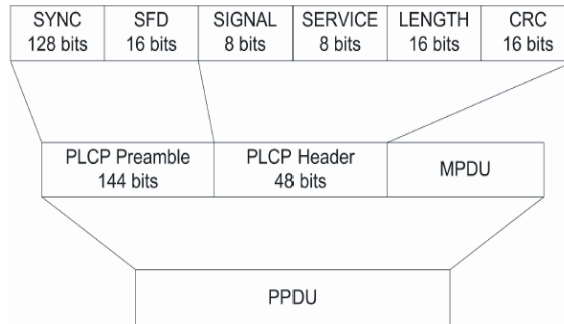 SYNC SFD SIGNAL SERVICE LENGTH CRC
128 bits 16 bits 8 bits 8 bits 16 bits 16 bits
PLCP Preamble PLCP Header MPDU
144 bits 48 bits
PPDU